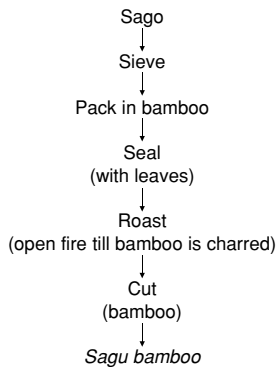 Sago
Sieve
Pack in bamboo
Seal
(with leaves)
Roast
(open fire till bamboo is charred)
Cut
(bamboo)
Sagu bamboo